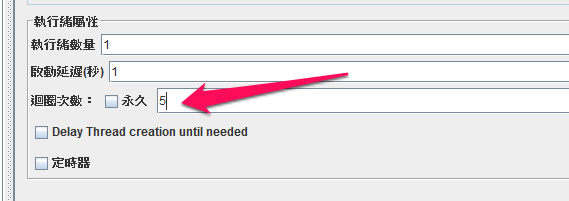 執行緒屬性
執行緒數量 1
啟動延遲(秒) 1
迴圈次數： 永久 5
Delay Thread creation until needed
定時器